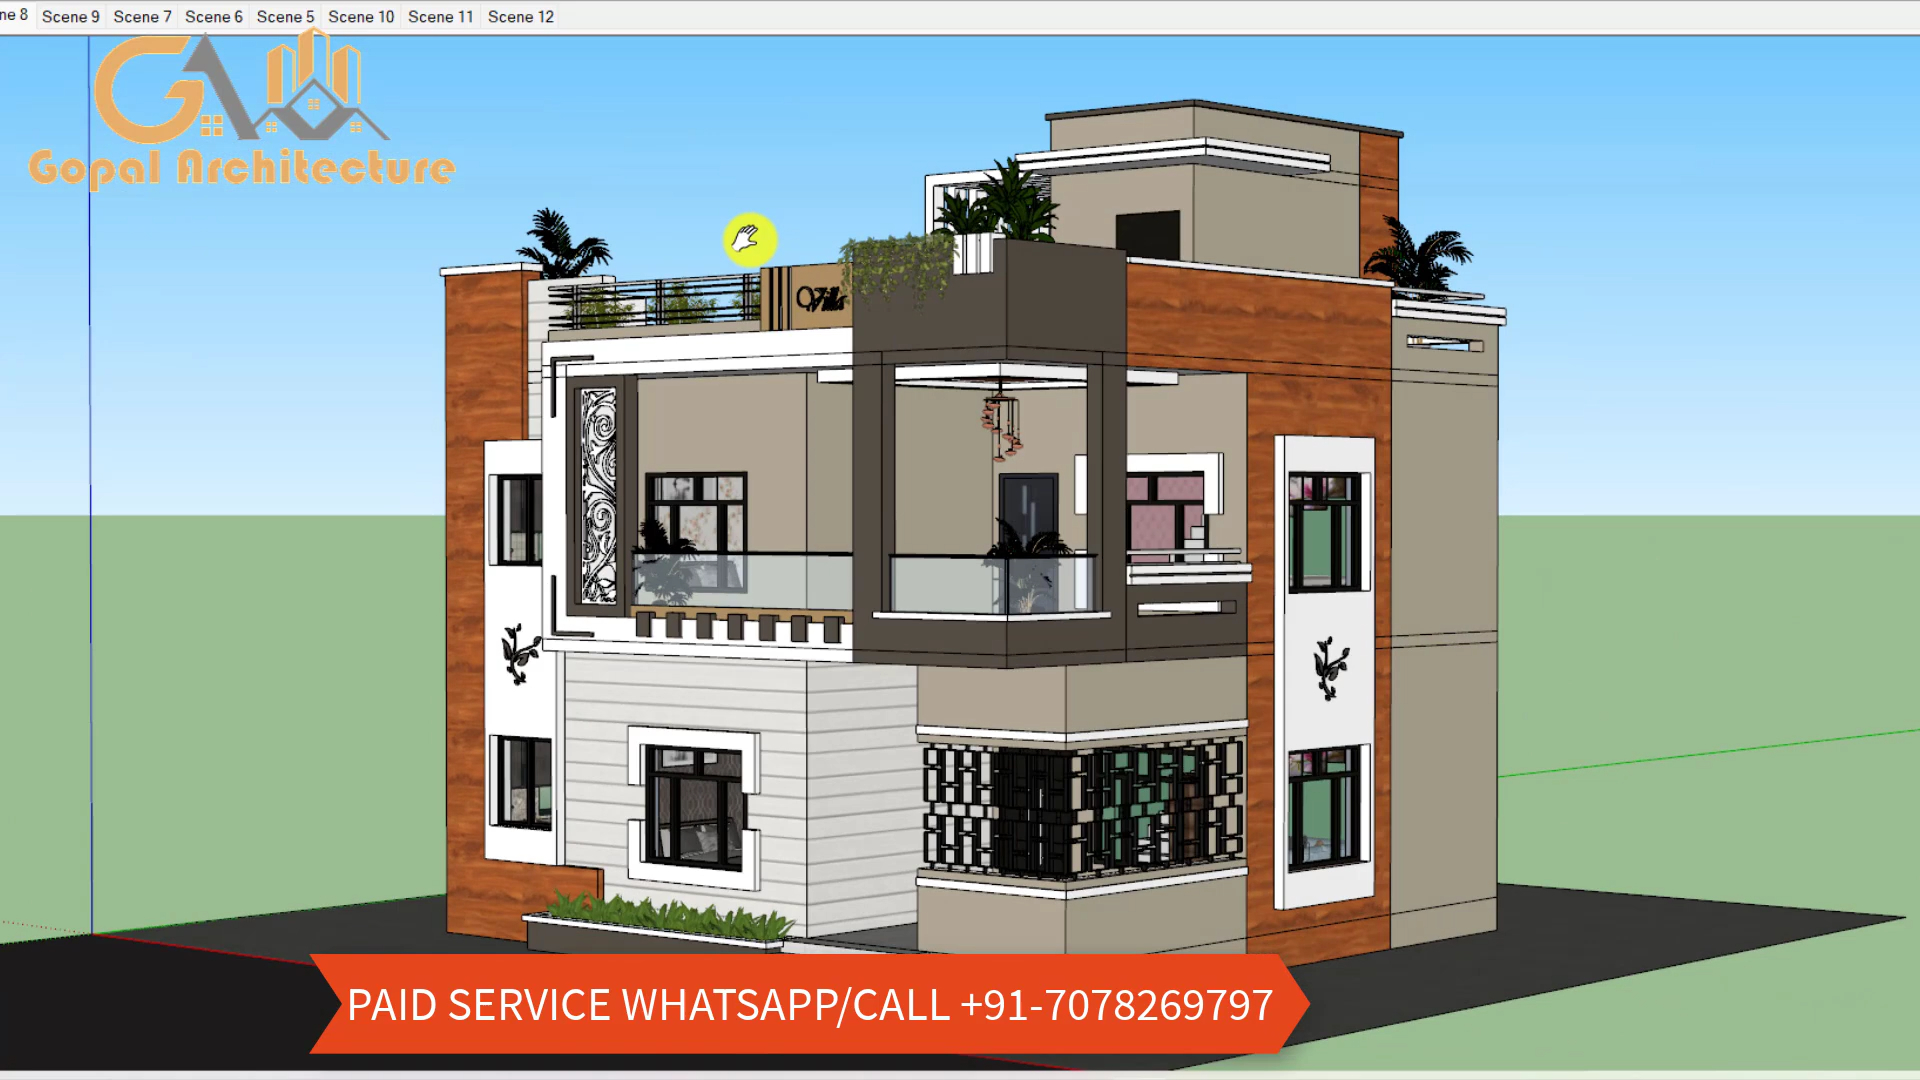 ne 8
Scene 9
Scene 7
Scene 6
Scene 5
Scene 10
Scene 11
Scene 12
Gopal Architecture
Villa
PAID SERVICE WHATSAPP/CALL +91-7078269797